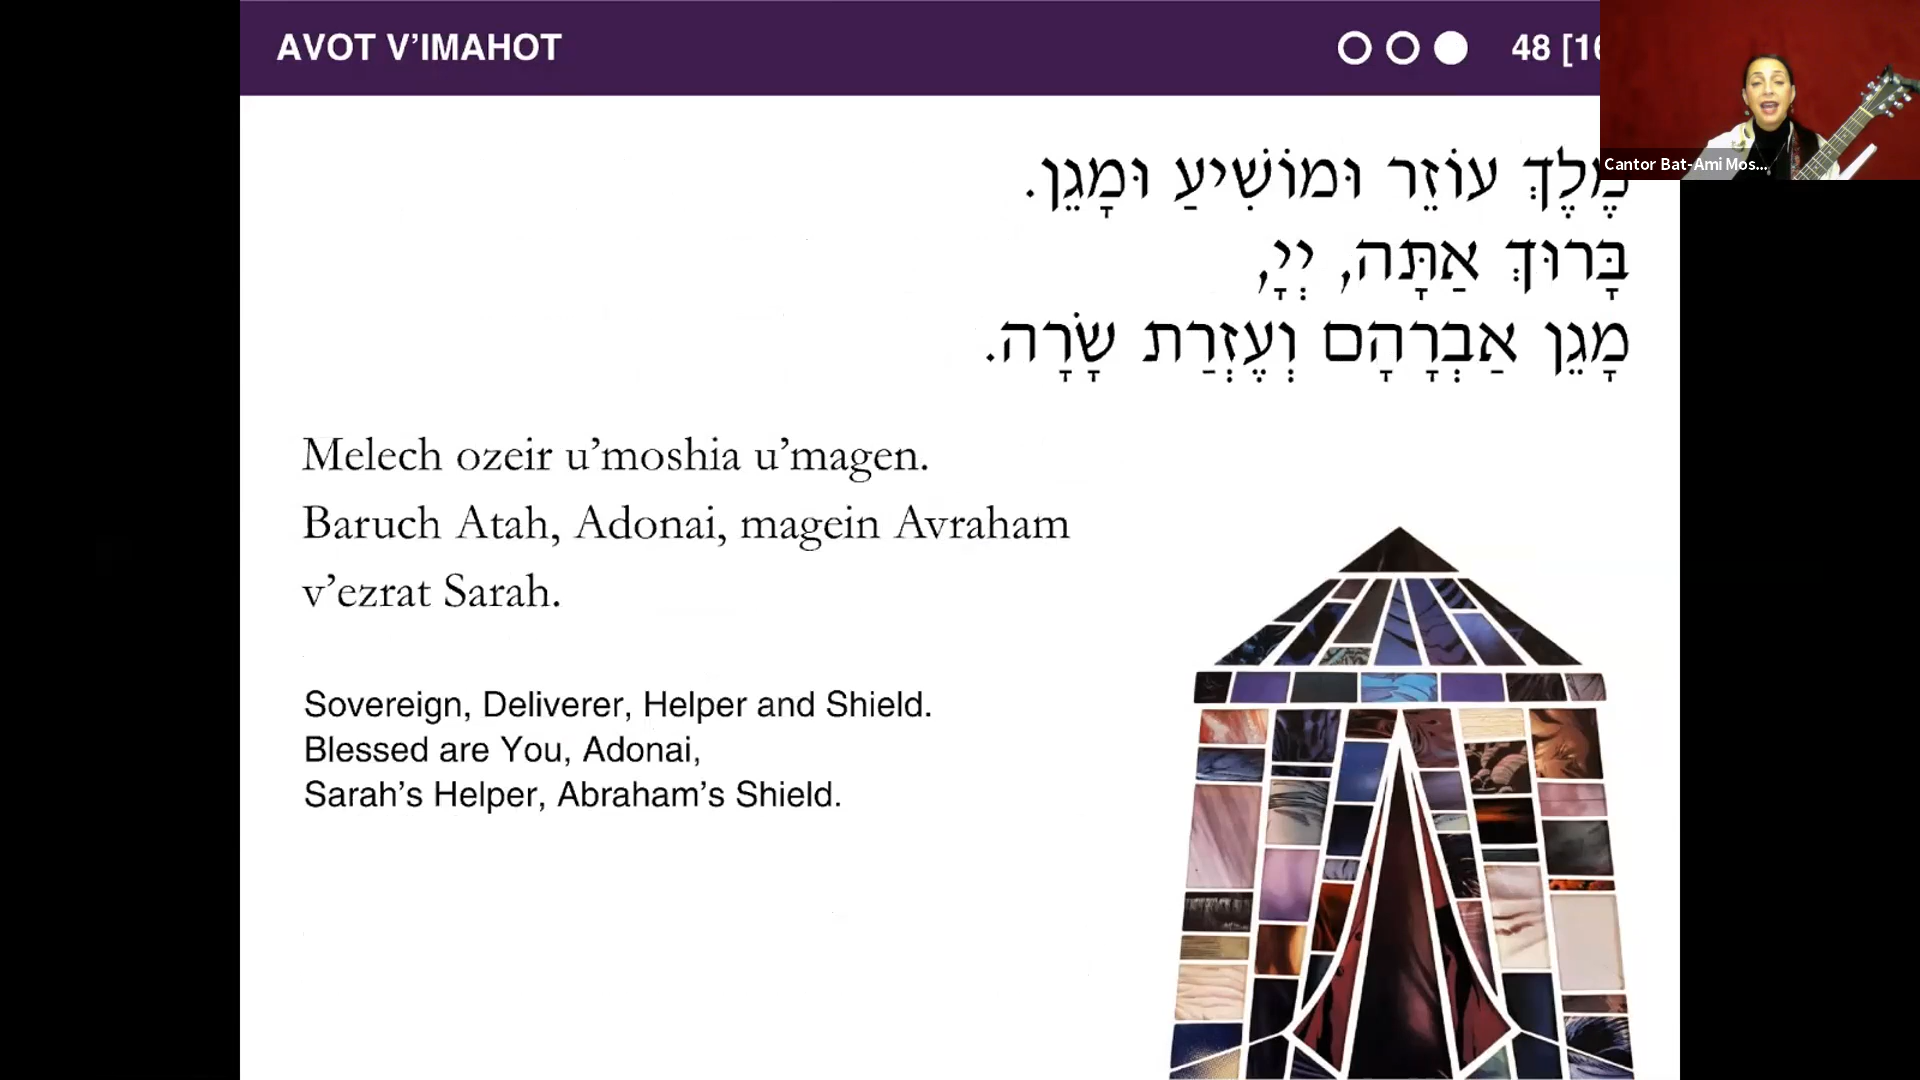 AVOT V’IMAHOT
48 [16
Cantor Bat-Ami Mos...
מֶלֶךְ עוֹזֵר וּמוֹשִׁיעַ וּמָגֵן.
בָּרוּךְ אַתָּה, יְיָ,
מָגֵן אַבְרָהָם וְעֶזְרַת שָׂרָה.
Melech ozeir u’moshia u’magen.
Baruch Atah, Adonai, magein Avraham
v’ezrat Sarah.
Sovereign, Deliverer, Helper and Shield.
Blessed are You, Adonai,
Sarah’s Helper, Abraham’s Shield.